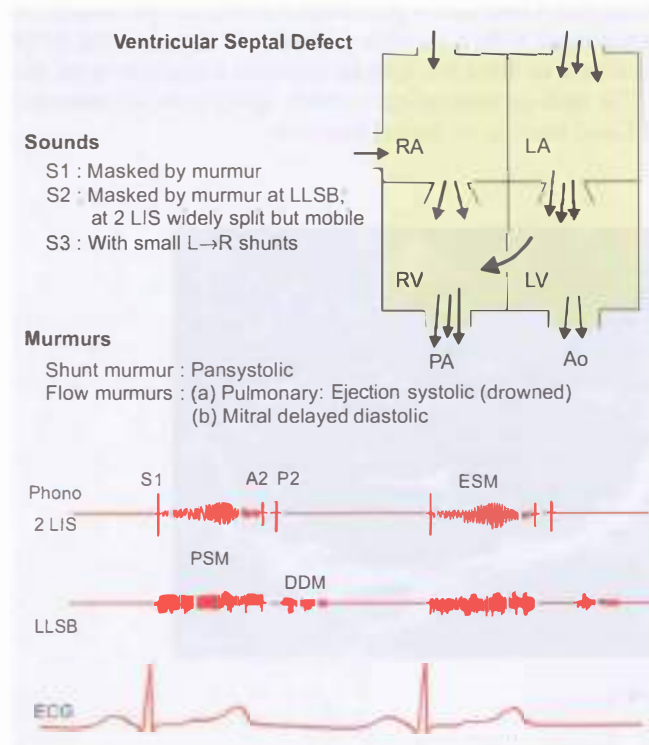 Ventricular Septal Defect
Sounds
S1 : Masked by murmur
S2 : Masked by murmur at LLSB,
at 2 LIS widely split but mobile
S3 : With small L→R shunts
RA
LA
RV
LV
PA
Ao
Murmurs
Shunt murmur : Pansystolic
Flow murmurs : (a) Pulmonary: Ejection systolic (drowned)
(b) Mitral delayed diastolic
S1 A2 P2 ESM
Phono
2 LIS
PSM
DDM
LLSB
ECG